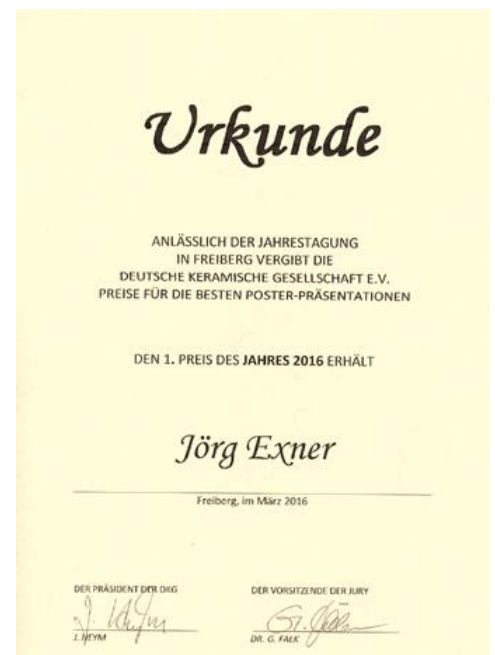 Urkunde
ANLÄSSLICH DER JAHRESTAGUNG
IN FREIBERG VERGIBT DIE
DEUTSCHE KERAMISCHE GESELLSCHAFT E.V.
PREISE FÜR DIE BESTEN POSTER-PRÄSENTATIONEN
DEN 1. PREIS DES JAHRES 2016 ERHÄLT
Jörg Exner
Freiberg, im März 2016
DER PRÄSIDENT DER DKG DER VORSITZENDE DER JURY
J. HEYM DR. G. FALK